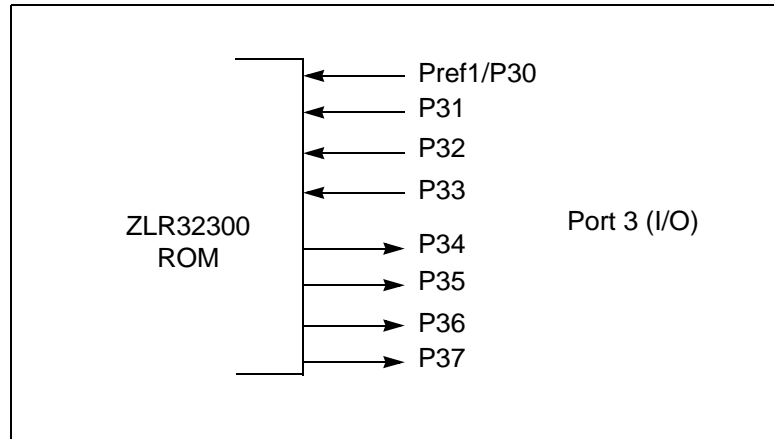 Pref1/P30
P31
P32
P33
ZLR32300
ROM
Port 3 (I/O)
P34
P35
P36
P37